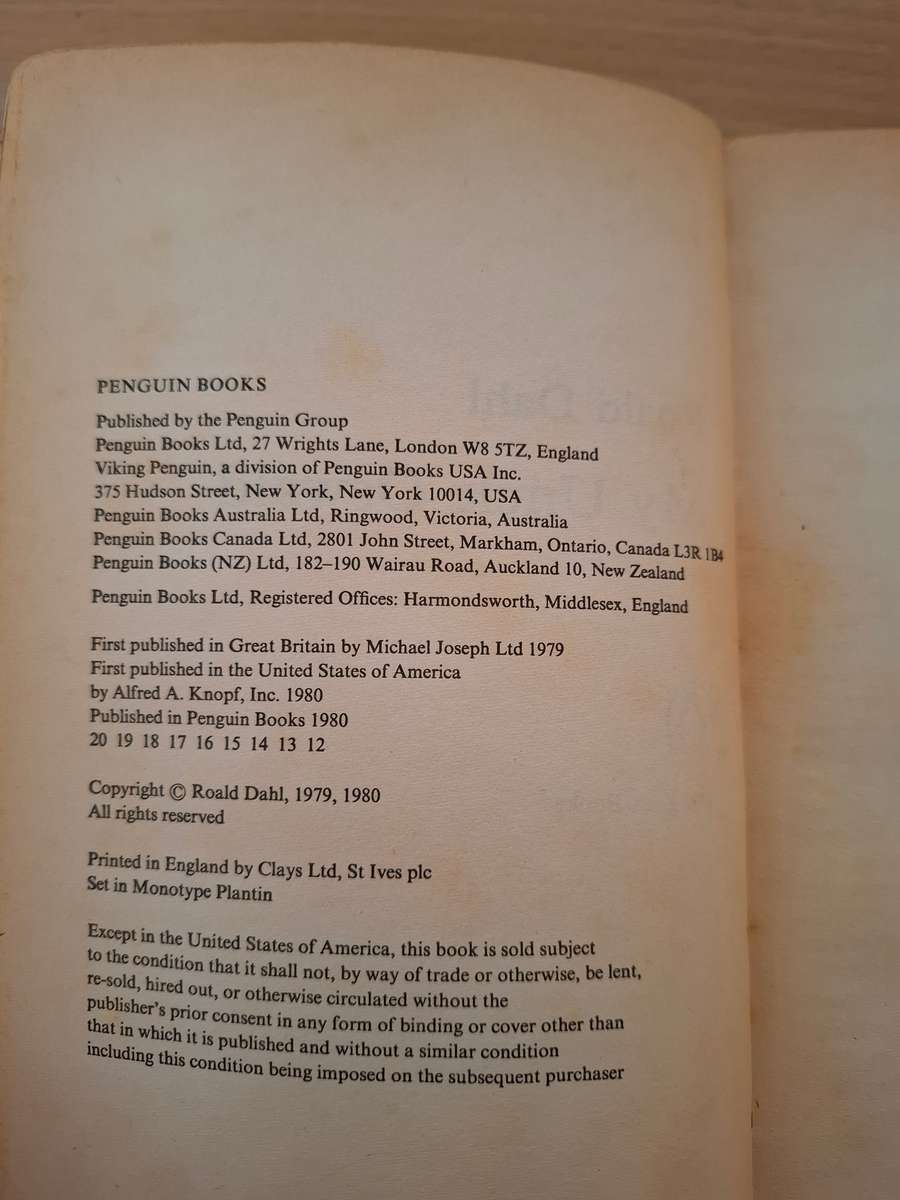 PENGUIN BOOKS
Published by the Penguin Group
Penguin Books Ltd, 27 Wrights Lane, London W8 5TZ, England
Viking Penguin, a division of Penguin Books USA Inc.
375 Hudson Street, New York, New York 10014, USA
Penguin Books Australia Ltd, Ringwood, Victoria, Australia
Penguin Books Canada Ltd, 2801 John Street, Markham, Ontario, Canada L3R 1B4
Penguin Books (NZ) Ltd, 182–190 Wairau Road, Auckland 10, New Zealand
Penguin Books Ltd, Registered Offices: Harmondsworth, Middlesex, England
First published in Great Britain by Michael Joseph Ltd 1979
First published in the United States of America
by Alfred A. Knopf, Inc. 1980
Published in Penguin Books 1980
20 19 18 17 16 15 14 13 12
Copyright © Roald Dahl, 1979, 1980
All rights reserved
Printed in England by Clays Ltd, St Ives plc
Set in Monotype Plantin
Except in the United States of America, this book is sold subject
to the condition that it shall not, by way of trade or otherwise, be lent,
re-sold, hired out, or otherwise circulated without the
publisher's prior consent in any form of binding or cover other than
that in which it is published and without a similar condition
including this condition being imposed on the subsequent purchaser